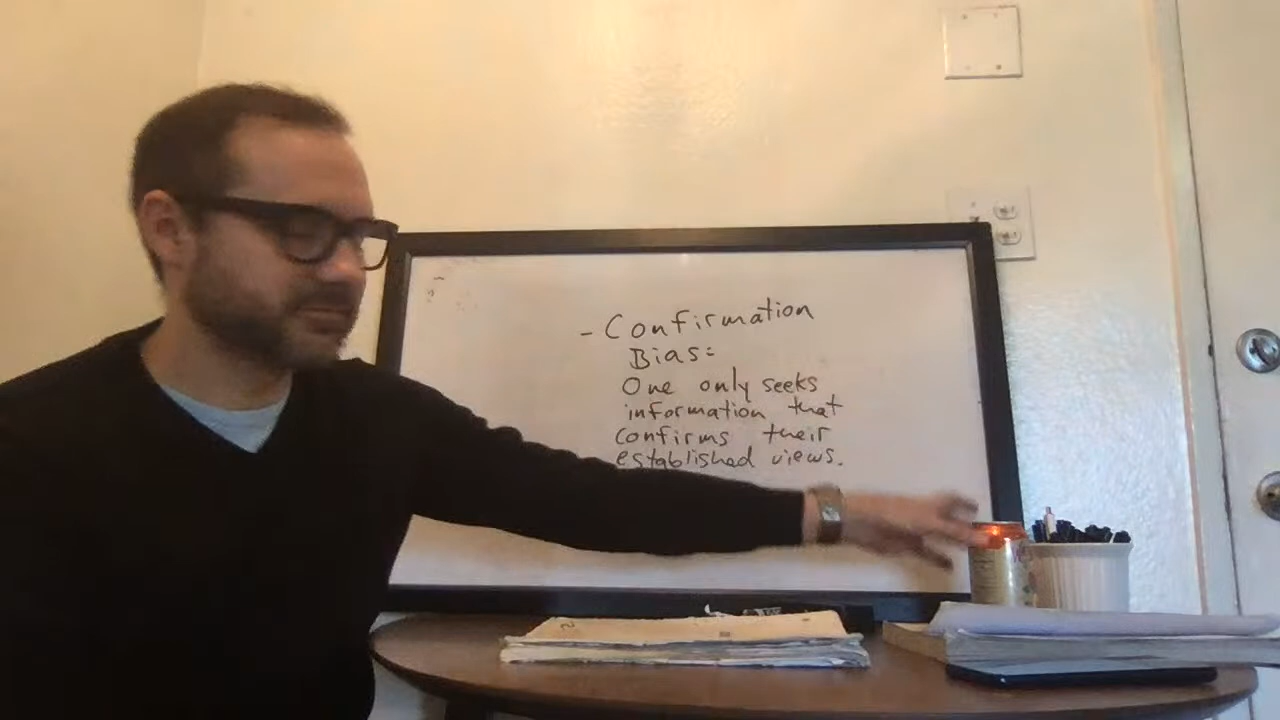 - Confirmation
Bias:
One only seeks
information that
confirms their
established views.